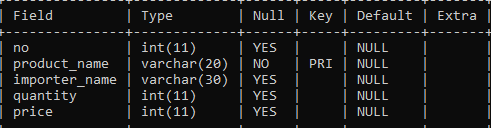 | Field | Type | Null | Key | Default | Extra |
| no | int(11) | YES | | NULL | |
| product_name | varchar(20) | NO | PRI | NULL | |
| importer_name | varchar(30) | YES | | NULL | |
| quantity | int(11) | YES | | NULL | |
| price | int(11) | YES | | NULL | |